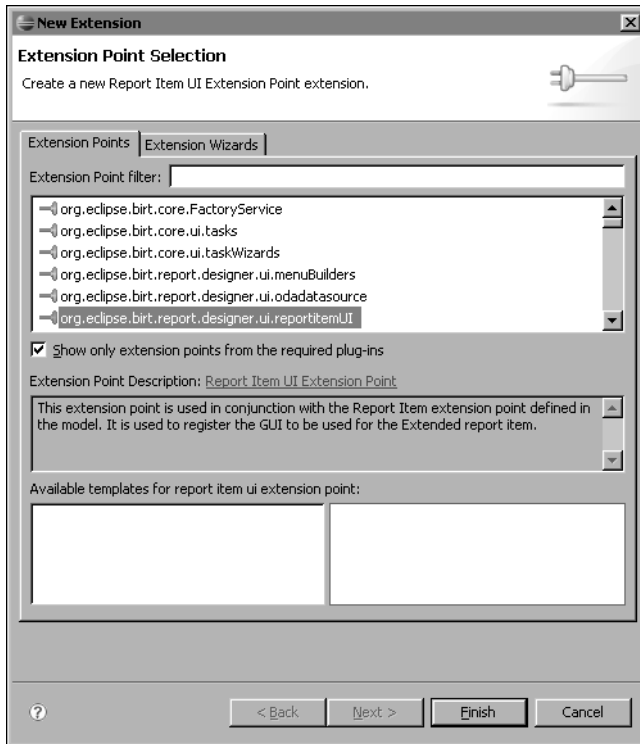 New Extension
Extension Point Selection
Create a new Report Item UI Extension Point extension.
Extension Points
Extension Wizards
Extension Point filter:
org.eclipse.birt.core.FactoryService
org.eclipse.birt.core.ui.tasks
org.eclipse.birt.core.ui.taskWizards
org.eclipse.birt.report.designer.ui.menuBuilders
org.eclipse.birt.report.designer.ui.odadatasource
org.eclipse.birt.report.designer.ui.reportitemUI
Show only extension points from the required plug-ins
Extension Point Description: Report Item UI Extension Point
This extension point is used in conjunction with the Report Item extension point defined in
the model. It is used to register the GUI to be used for the Extended report item.
Available templates for report item ui extension point:
?
< Back
Next >
Finish
Cancel